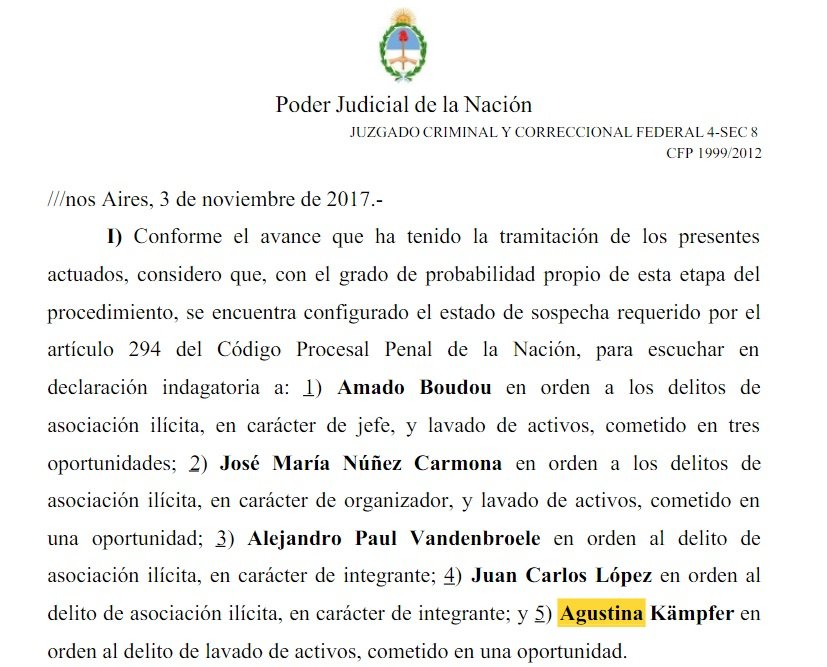 Poder Judicial de la Nación
JUZGADO CRIMINAL Y CORRECCIONAL FEDERAL 4-SEC 8
CFP 1999/2012
///nos Aires, 3 de noviembre de 2017.-
I) Conforme el avance que ha tenido la tramitación de los presentes
actuados, considero que, con el grado de probabilidad propio de esta etapa del
procedimiento, se encuentra configurado el estado de sospecha requerido por el
artículo 294 del Código Procesal Penal de la Nación, para escuchar en
declaración indagatoria a: 1) Amado Boudou en orden a los delitos de
asociación ilícita, en carácter de jefe, y lavado de activos, cometido en tres
oportunidades; 2) José María Núñez Carmona en orden a los delitos de
asociación ilícita, en carácter de organizador, y lavado de activos, cometido en
una oportunidad; 3) Alejandro Paul Vandenbroele en orden al delito de
asociación ilícita, en carácter de integrante; 4) Juan Carlos López en orden al
delito de asociación ilícita, en carácter de integrante; y 5) Agustina Kämpfer en
orden al delito de lavado de activos, cometido en una oportunidad.